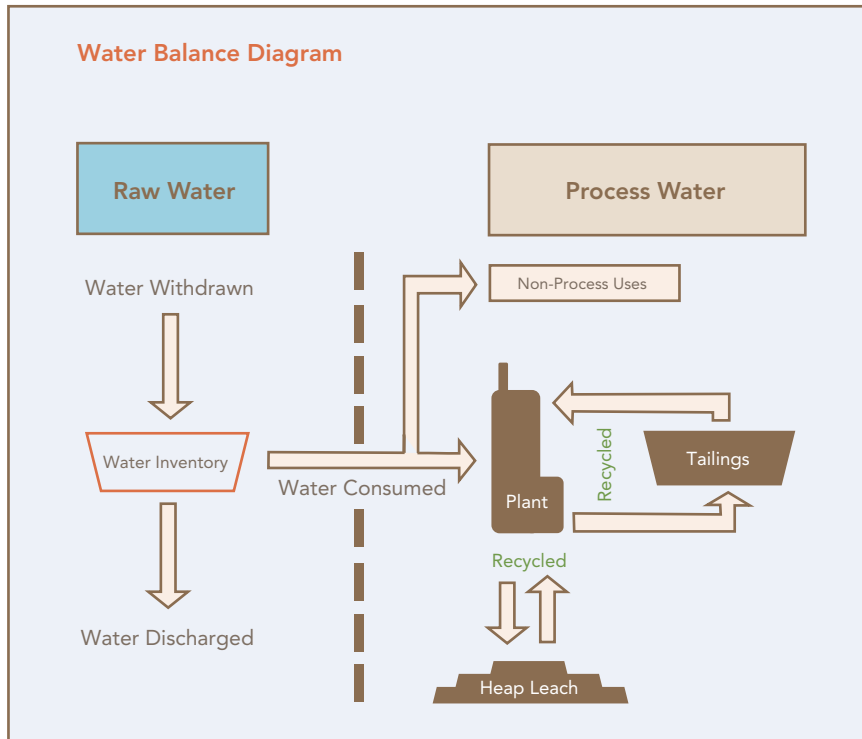 Water Balance Diagram
Raw Water
Process Water
Water Withdrawn
Non-Process Uses
Water Inventory
Water Consumed
Recycled
Tailings
Plant
Recycled
Water Discharged
Heap Leach